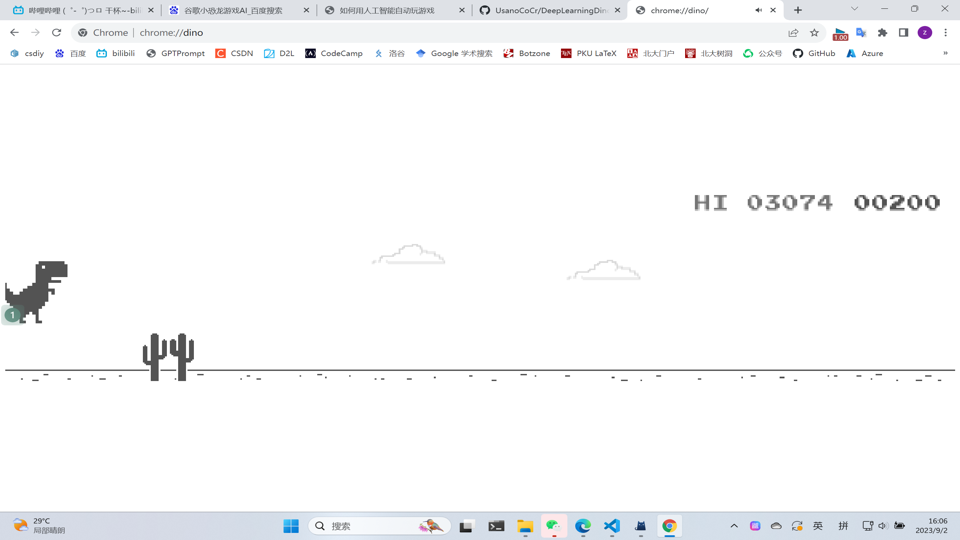 哔哩哔哩 (゜-゜)つロ 干杯~-bili
谷歌小恐龙游戏AI_百度搜索
如何用人工智能自动玩游戏
UsanoCoCr/DeepLearningDin
chrome://dino/
Chrome | chrome://dino
1.00
z
csdiy
百度
bilibili
GPTPrompt
CSDN
D2L
CodeCamp
洛谷
Google 学术搜索
Botzone
PKU LaTeX
北大门户
北大树洞
公众号
GitHub
Azure
»
HI 03074 00200
1
29°C
局部晴朗
搜索
英
拼
16:06
2023/9/2